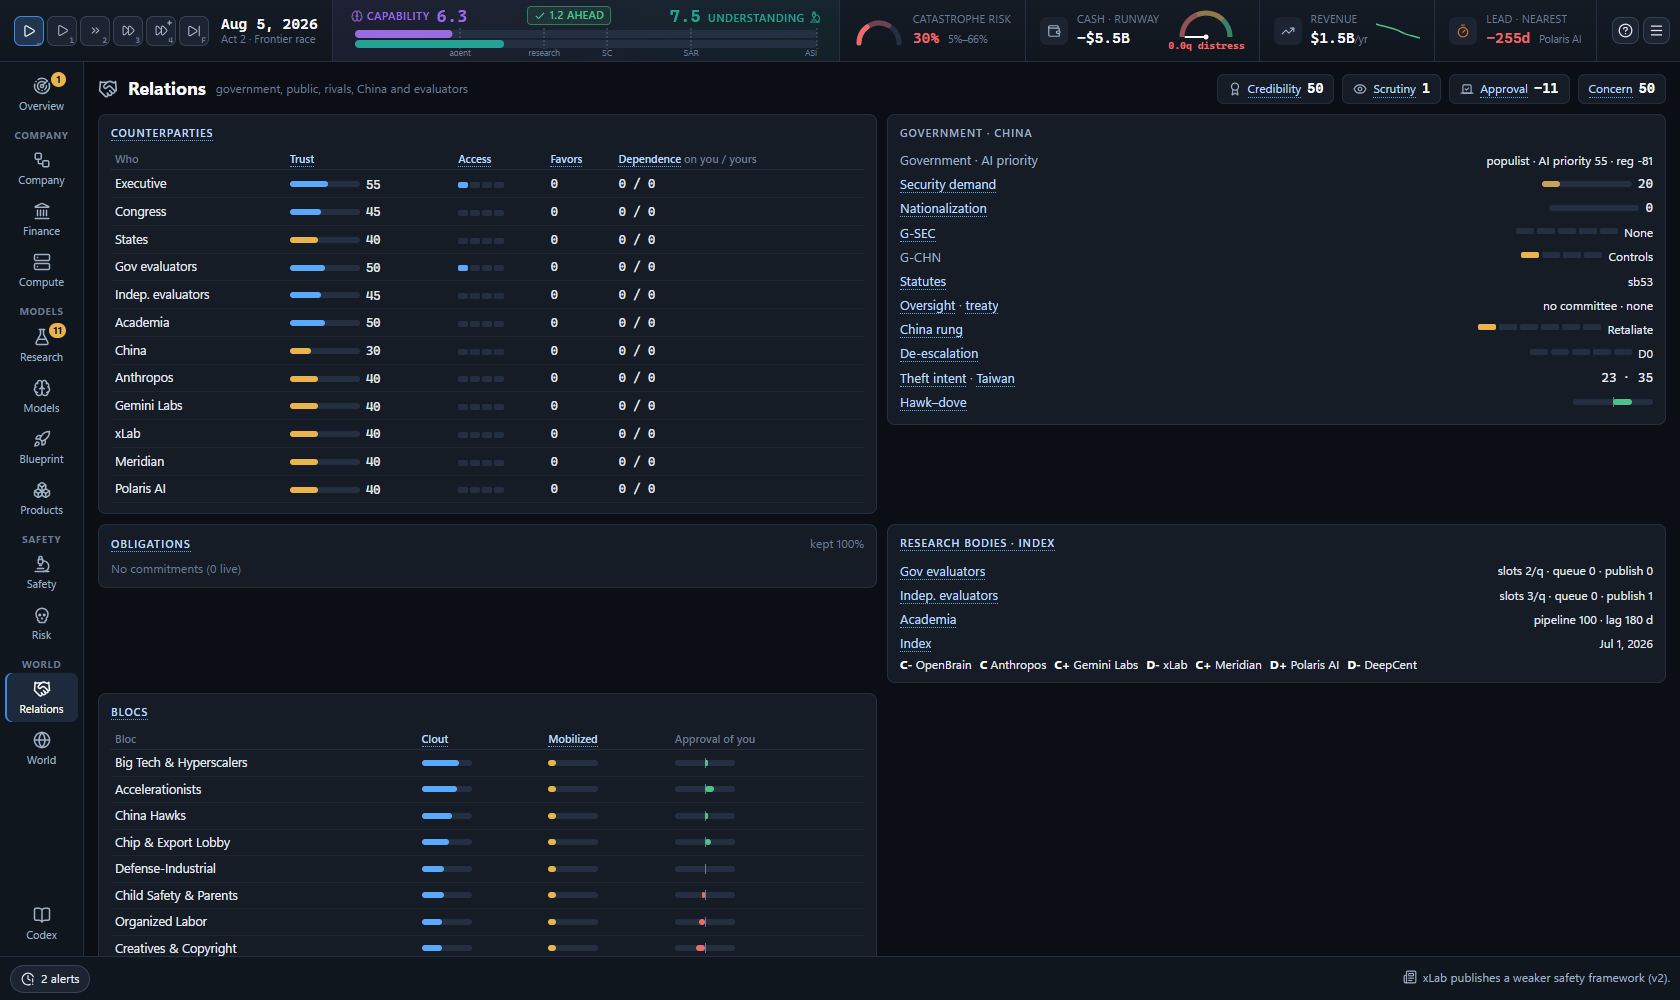 1
2
3
4
F
Aug 5, 2026
Act 2 · Frontier race
CAPABILITY 6.3
1.2 AHEAD
7.5 UNDERSTANDING
agent
research
SC
SAR
ASI
CATASTROPHE RISK
30% 5%–66%
CASH · RUNWAY
−$5.5B
0.0q distress
REVENUE
$1.5B/yr
LEAD · NEAREST
−255d Polaris AI
1
Overview
COMPANY
Company
Finance
Compute
MODELS
11
Research
Models
Blueprint
Products
SAFETY
Safety
Risk
WORLD
Relations
World
Codex
Relations
government, public, rivals, China and evaluators
Credibility 50
Scrutiny 1
Approval −11
Concern 50
COUNTERPARTIES
Who Trust Access Favors Dependence on you / yours
Executive 55 0 0 / 0
Congress 45 0 0 / 0
States 40 0 0 / 0
Gov evaluators 50 0 0 / 0
Indep. evaluators 45 0 0 / 0
Academia 50 0 0 / 0
China 30 0 0 / 0
Anthropos 40 0 0 / 0
Gemini Labs 40 0 0 / 0
xLab 40 0 0 / 0
Meridian 40 0 0 / 0
Polaris AI 40 0 0 / 0
GOVERNMENT · CHINA
Government · AI priority populist · AI priority 55 · reg -81
Security demand 20
Nationalization 0
G-SEC None
G-CHN Controls
Statutes sb53
Oversight · treaty no committee · none
China rung Retaliate
De-escalation D0
Theft intent · Taiwan 23 · 35
Hawk–dove
OBLIGATIONS kept 100%
No commitments (0 live)
RESEARCH BODIES · INDEX
Gov evaluators slots 2/q · queue 0 · publish 0
Indep. evaluators slots 3/q · queue 0 · publish 1
Academia pipeline 100 · lag 180 d
Index Jul 1, 2026
C- OpenBrain C Anthropos C+ Gemini Labs D- xLab C+ Meridian D+ Polaris AI D- DeepCent
BLOCS
Bloc Clout Mobilized Approval of you
Big Tech & Hyperscalers
Accelerationists
China Hawks
Chip & Export Lobby
Defense-Industrial
Child Safety & Parents
Organized Labor
Creatives & Copyright
2 alerts
xLab publishes a weaker safety framework (v2).